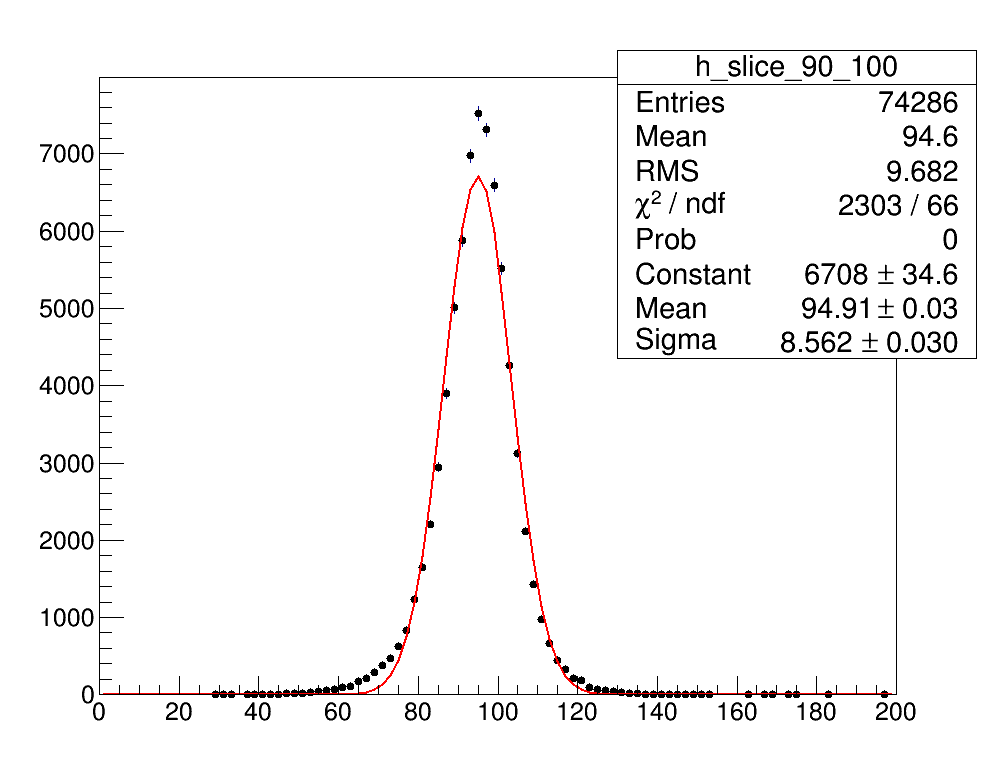 h_slice_90_100
Entries 74286
Mean 94.6
RMS 9.682
χ² / ndf 2303 / 66
Prob 0
Constant 6708 ± 34.6
Mean 94.91 ± 0.03
Sigma 8.562 ± 0.030
7000
6000
5000
4000
3000
2000
1000
0
0 20 40 60 80 100 120 140 160 180 200